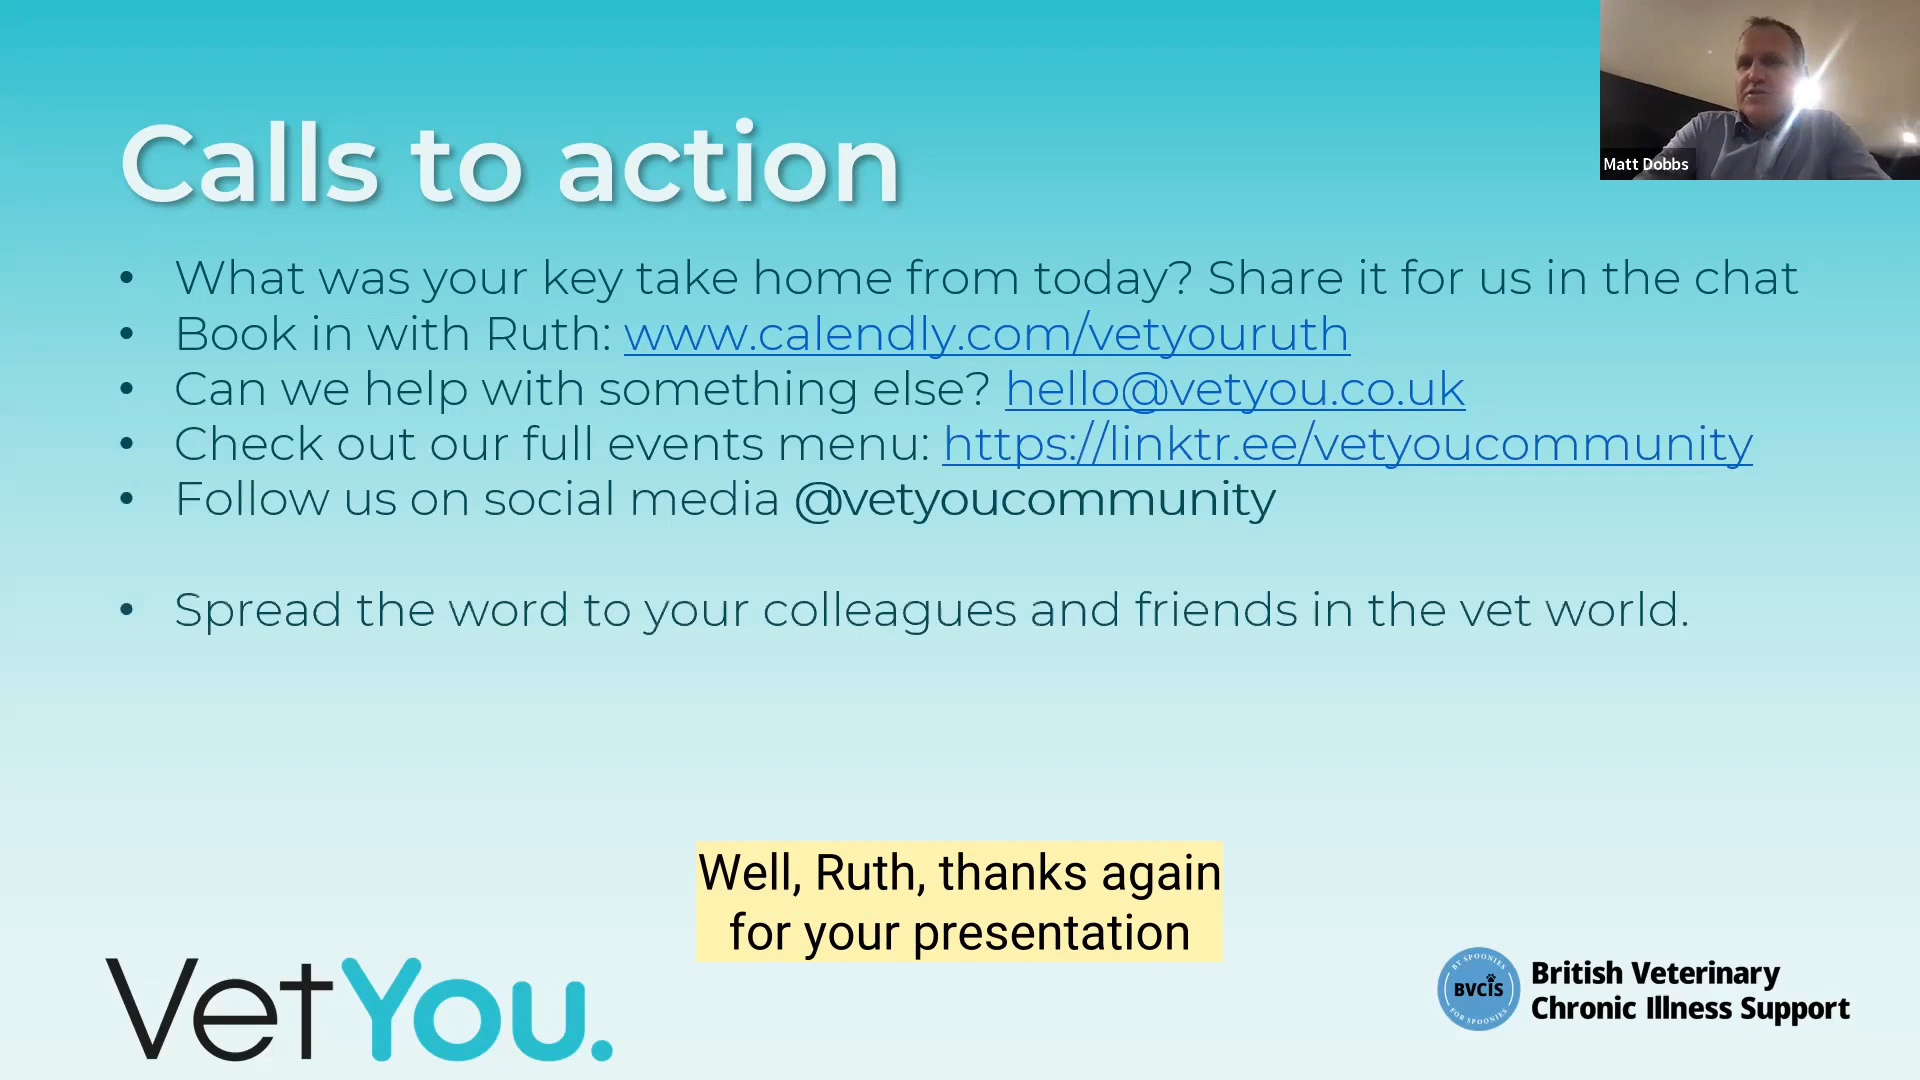 Matt Dobbs
Calls to action
• What was your key take home from today? Share it for us in the chat
• Book in with Ruth: www.calendly.com/vetyouruth
• Can we help with something else? hello@vetyou.co.uk
• Check out our full events menu: https://linktr.ee/vetyoucommunity
• Follow us on social media @vetyoucommunity
• Spread the word to your colleagues and friends in the vet world.
Well, Ruth, thanks again
for your presentation
VetYou.
BY SPOONIES
BVCIS
FOR SPOONIES
British Veterinary
Chronic Illness Support